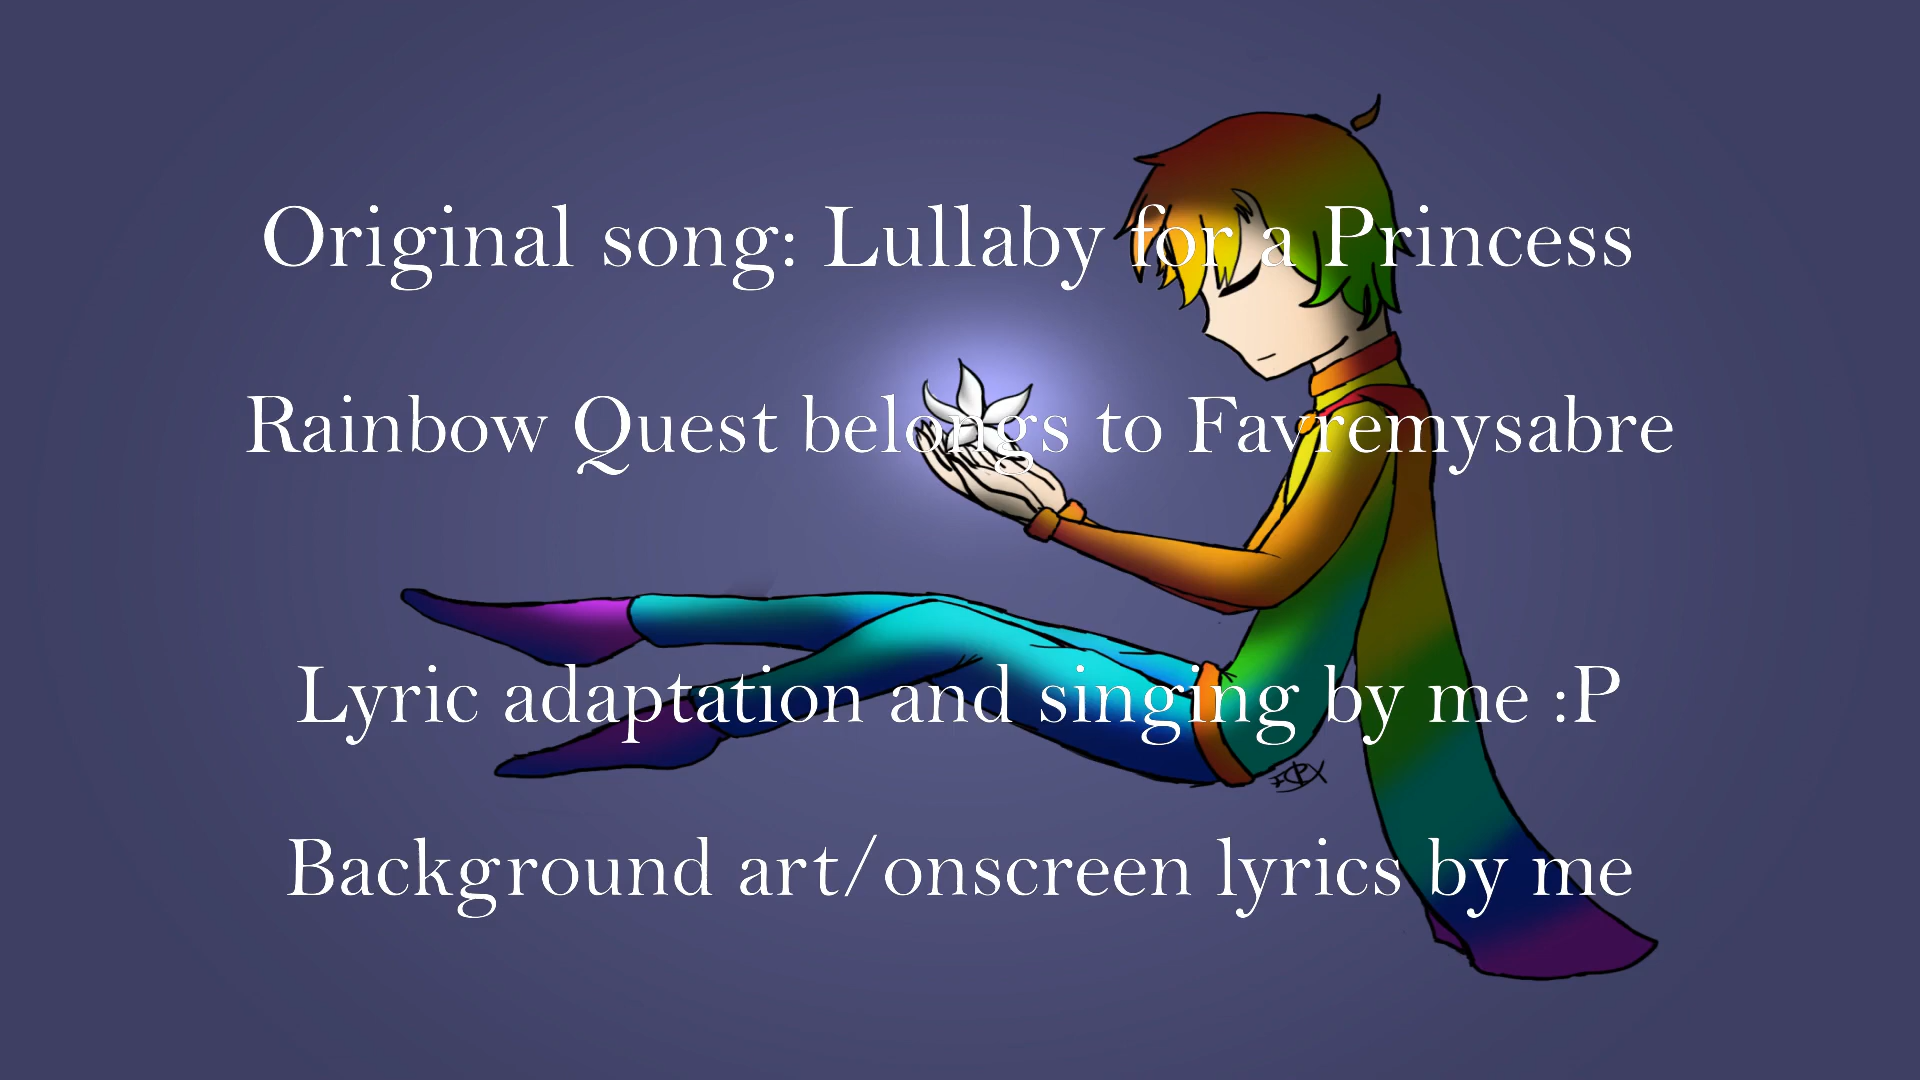 Original song: Lullaby for a Princess
Rainbow Quest belongs to Favremysabre
Lyric adaptation and singing by me :P
Background art/onscreen lyrics by me